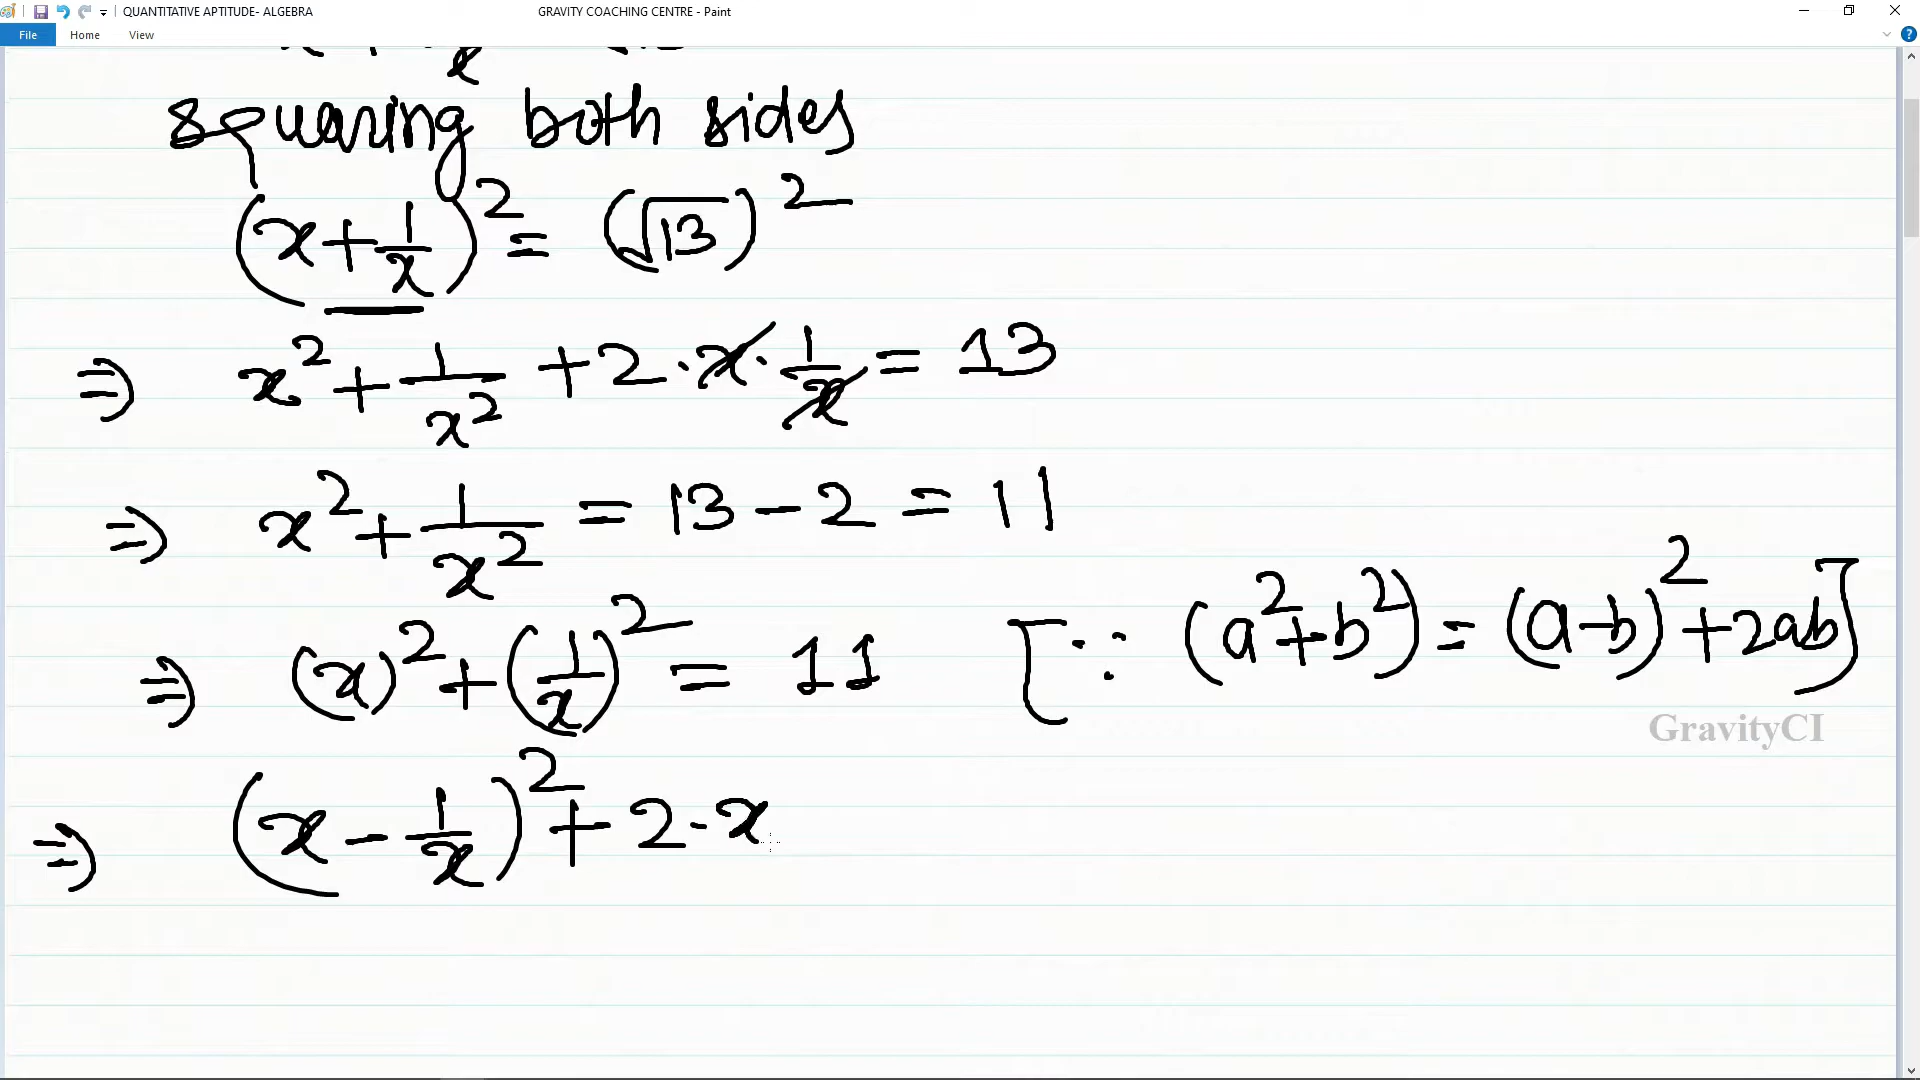 QUANTITATIVE APTITUDE- ALGEBRA GRAVITY COACHING CENTRE - Paint
File Home View
squaring both sides
(x + 1/x)² = (√13)²
⇒ x² + 1/x² + 2 · x · 1/x = 13
⇒ x² + 1/x² = 13 - 2 = 11
⇒ (x)² + (1/x)² = 11 [∵ (a² + b²) = (a - b)² + 2ab]
GravityCI
⇒ (x - 1/x)² + 2 · x